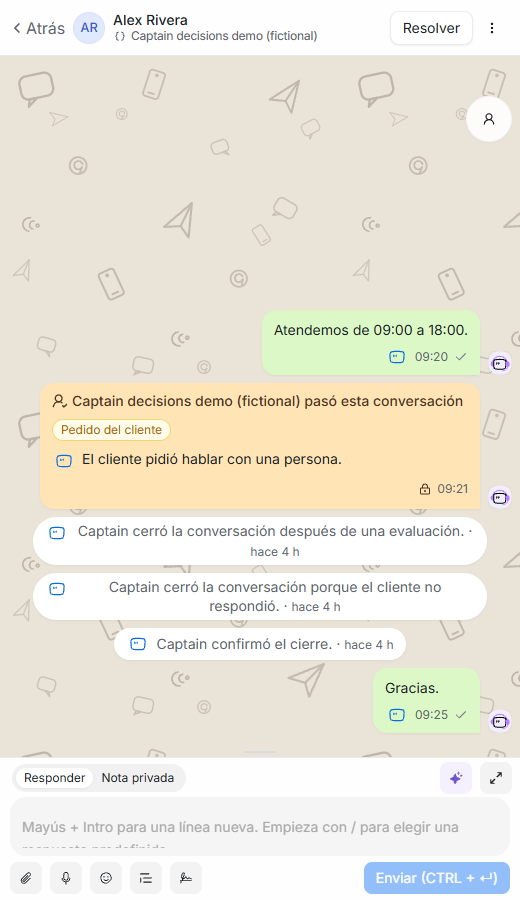 Atrás
AR
Alex Rivera
Captain decisions demo (fictional)
Resolver
Atendemos de 09:00 a 18:00.
09:20
Captain decisions demo (fictional) pasó esta conversación
Pedido del cliente
El cliente pidió hablar con una persona.
09:21
Captain cerró la conversación después de una evaluación. ·
hace 4 h
Captain cerró la conversación porque el cliente no
respondió. · hace 4 h
Captain confirmó el cierre. · hace 4 h
Gracias.
09:25
Responder
Nota privada
Mayús + Intro para una línea nueva. Empieza con / para elegir una
Enviar (CTRL + ↵)